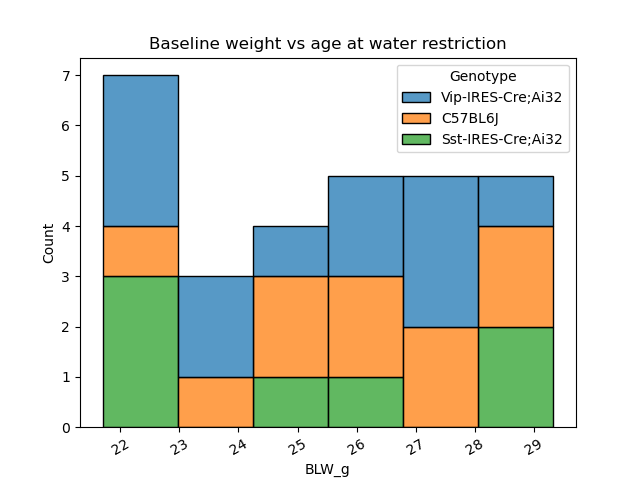 Baseline weight vs age at water restriction
Genotype
Vip-IRES-Cre;Ai32
C57BL6J
Sst-IRES-Cre;Ai32
Count
7
6
5
4
3
2
1
0
22 23 24 25 26 27 28 29
BLW_g